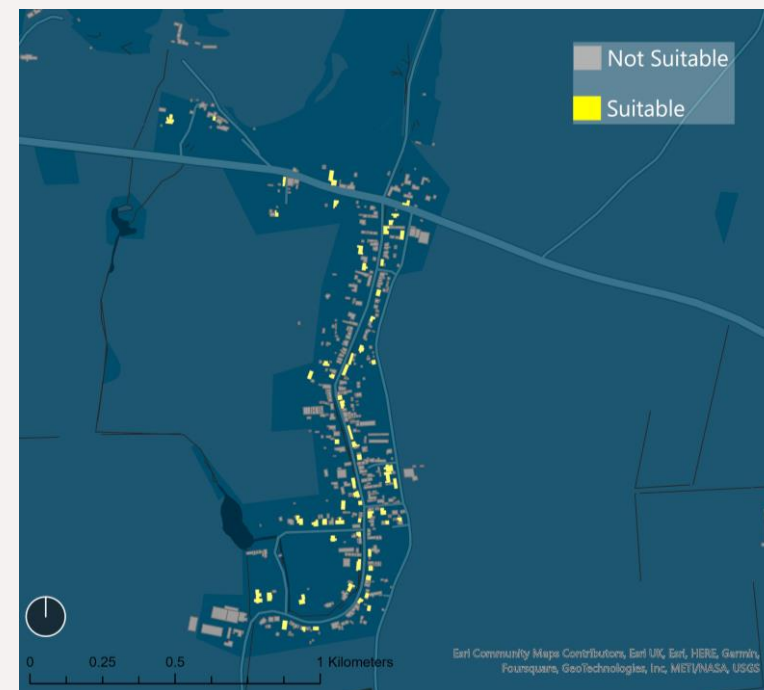 Not Suitable
Suitable
0 0.25 0.5 1 Kilometers
Esri Community Maps Contributors, Esri UK, Esri, HERE, Garmin,
Foursquare, GeoTechnologies, Inc, METI/NASA, USGS